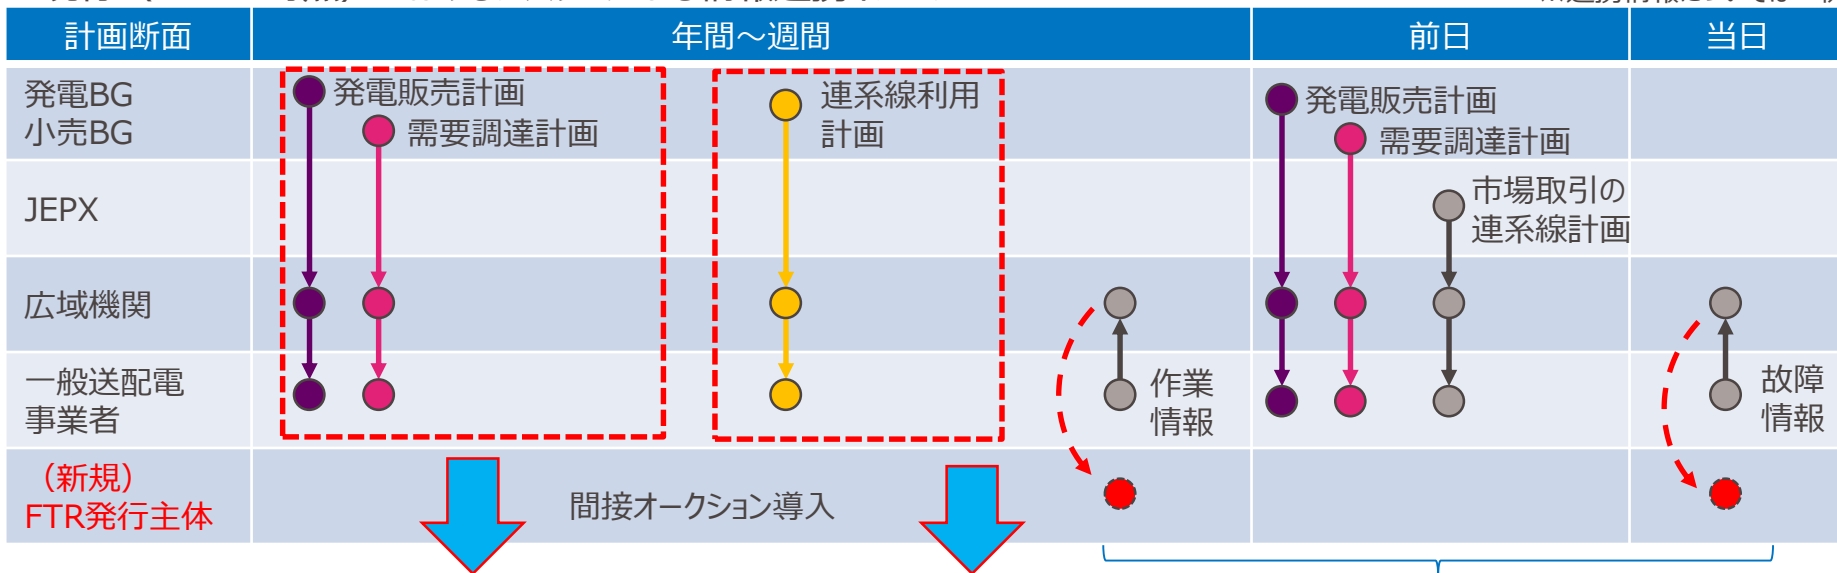 計画断面
年間～週間
前日
当日
発電BG
小売BG
発電販売計画
需要調達計画
連系線利用
計画
発電販売計画
需要調達計画
JEPX
市場取引の
連系線計画
広域機関
一般送配電
事業者
作業
情報
故障
情報
（新規）
FTR発行主体
間接オークション導入